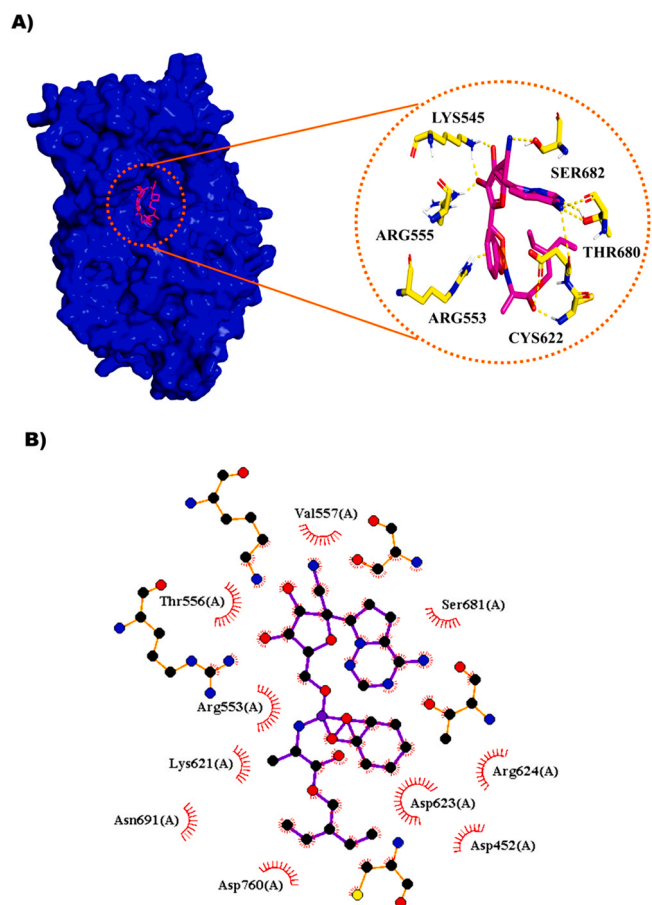 A)
LYS545
SER682
ARG555
THR680
ARG553
CYS622
B)
Val557(A)
Thr556(A)
Ser681(A)
Arg553(A)
Lys621(A)
Arg624(A)
Asp623(A)
Asn691(A)
Asp452(A)
Asp760(A)